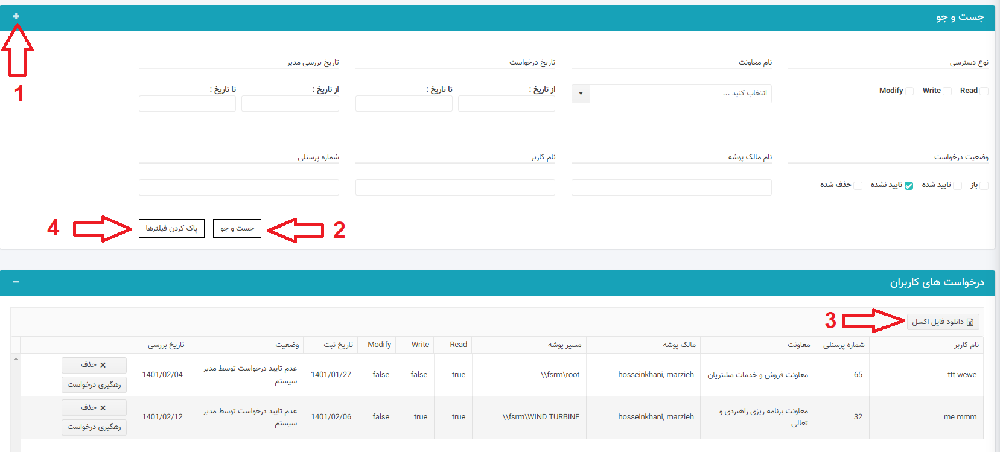 جست و جو
1
نوع دسترسی
نام معاونت
تاریخ درخواست
تاریخ بررسی مدیر
Read Write Modify
انتخاب کنید ...
از تاریخ : تا تاریخ :
از تاریخ : تا تاریخ :
وضعیت درخواست
نام مالک پوشه
نام کاربر
شماره پرسنلی
باز تایید شده تایید نشده حذف شده
2
جست و جو
پاک کردن فیلترها
4
درخواست های کاربران
دانلود فایل اکسل
3
نام کاربر شماره پرسنلی معاونت مالک پوشه مسیر پوشه Read Write Modify تاریخ ثبت وضعیت تاریخ بررسی
ttt wewe 65 معاونت فروش و خدمات مشتریان hosseinkhani, marzieh \\fsrm\root true false false 1401/01/27 عدم تایید درخواست توسط مدیر
سیستم
1401/02/04
حذف
رهگیری درخواست
me mmm 32 معاونت برنامه ریزی راهبردی و
تعالی
hosseinkhani, marzieh \\fsrm\WIND TURBINE true true false 1401/02/06 عدم تایید درخواست توسط مدیر
سیستم
1401/02/12
حذف
رهگیری درخواست